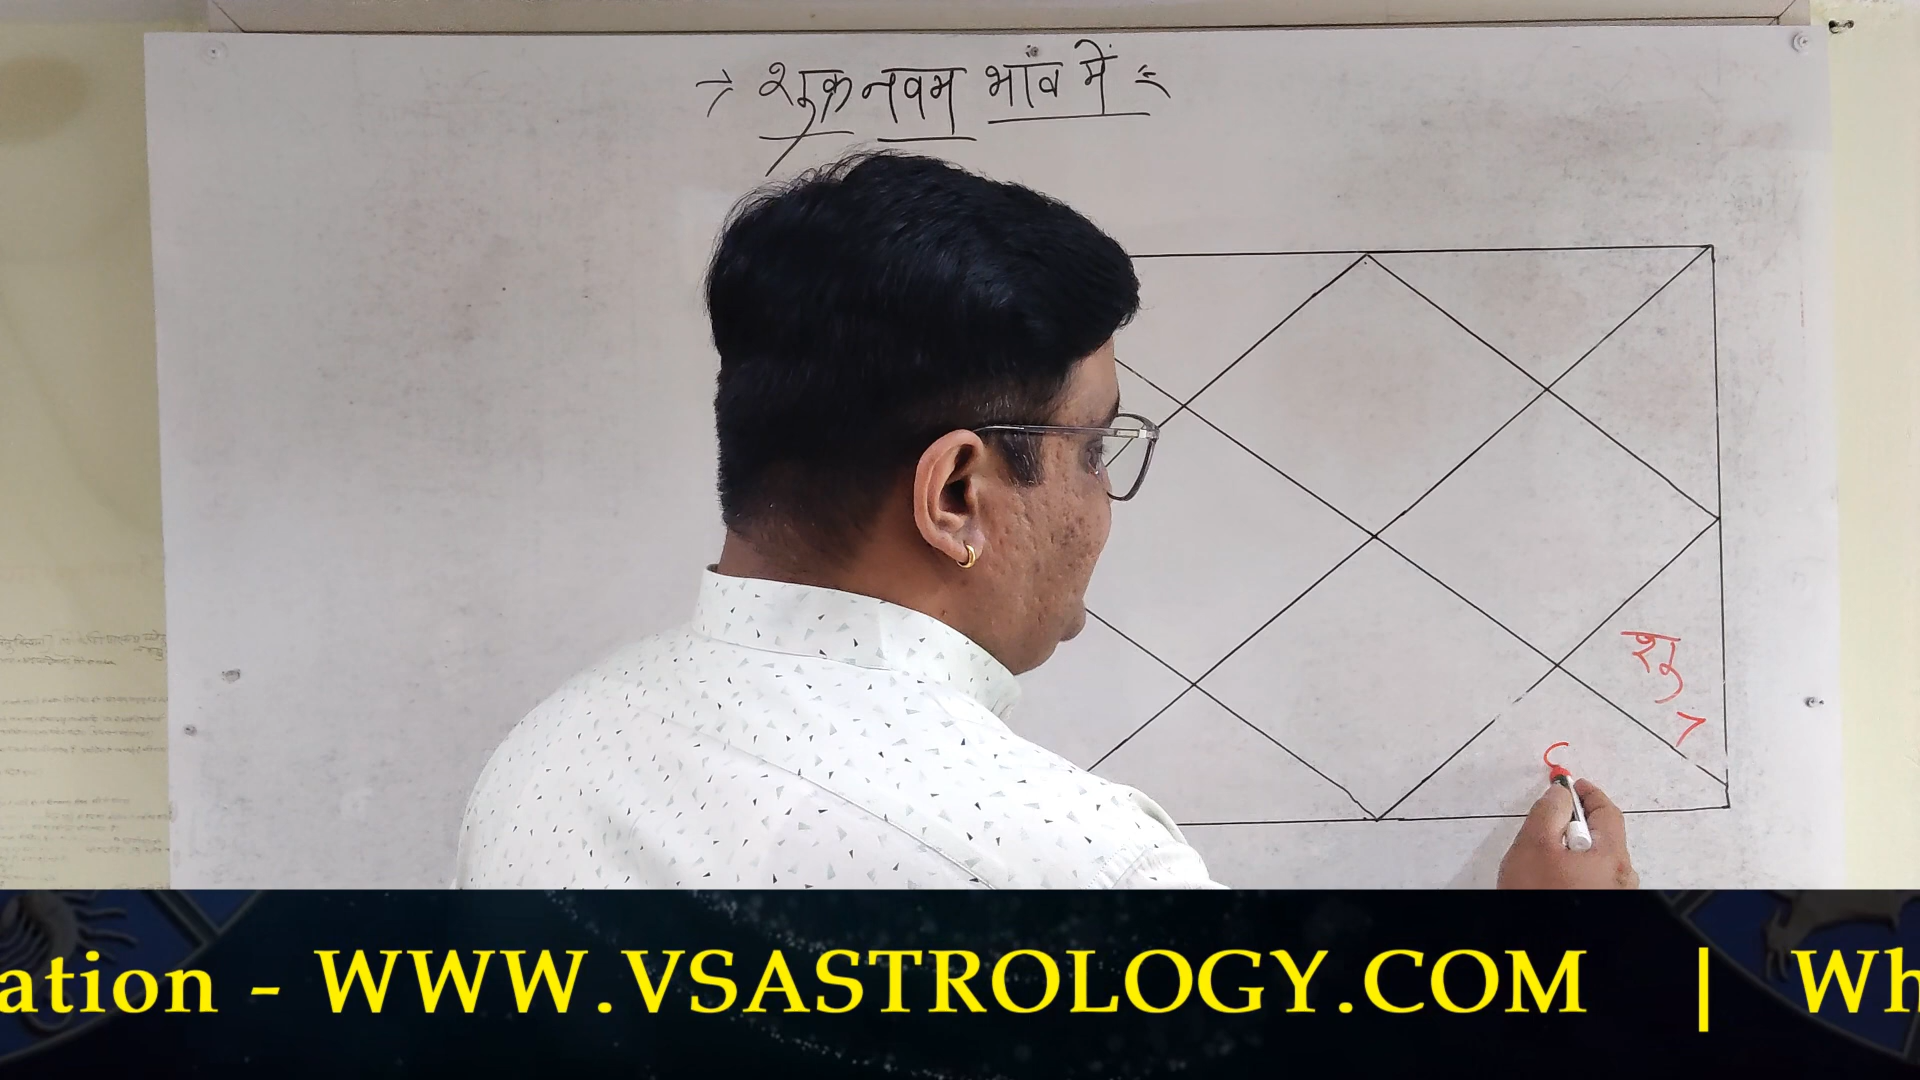 → शुक्र नवम भांव में :-
शु
7
ation - WWW.VSASTROLOGY.COM | Wh